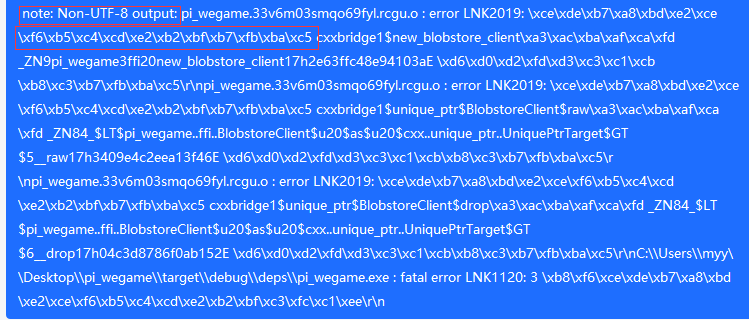 note: Non-UTF-8 output: pi_wegame.33v6m03smqo69fyl.rcgu.o : error LNK2019: \xce\xde\xb7\xa8\xbd\xe2\xce
\xf6\xb5\xc4\xcd\xe2\xb2\xbf\xb7\xfb\xba\xc5 cxxbridge1$new_blobstore_client\xa3\xac\xba\xaf\xca\xfd
_ZN9pi_wegame3ffi20new_blobstore_client17h2e63ffc48e94103aE \xd6\xd0\xd2\xfd\xd3\xc3\xc1\xcb
\xb8\xc3\xb7\xfb\xba\xc5\r\npi_wegame.33v6m03smqo69fyl.rcgu.o : error LNK2019: \xce\xde\xb7\xa8\xbd\xe2\xce
\xf6\xb5\xc4\xcd\xe2\xb2\xbf\xb7\xfb\xba\xc5 cxxbridge1$unique_ptr$BlobstoreClient$raw\xa3\xac\xba\xaf\xca
\xfd _ZN84_$LT$pi_wegame..ffi..BlobstoreClient$u20$as$u20$cxx..unique_ptr..UniquePtrTarget$GT
$5__raw17h3409e4c2eea13f46E \xd6\xd0\xd2\xfd\xd3\xc3\xc1\xcb\xb8\xc3\xb7\xfb\xba\xc5\r
\npi_wegame.33v6m03smqo69fyl.rcgu.o : error LNK2019: \xce\xde\xb7\xa8\xbd\xe2\xce\xf6\xb5\xc4\xcd
\xe2\xb2\xbf\xb7\xfb\xba\xc5 cxxbridge1$unique_ptr$BlobstoreClient$drop\xa3\xac\xba\xaf\xca\xfd _ZN84_$LT
$pi_wegame..ffi..BlobstoreClient$u20$as$u20$cxx..unique_ptr..UniquePtrTarget$GT
$6__drop17h04c3d8786f0ab152E \xd6\xd0\xd2\xfd\xd3\xc3\xc1\xcb\xb8\xc3\xb7\xfb\xba\xc5\r\nC:\\Users\\myy\
\Desktop\\pi_wegame\\target\\debug\\deps\\pi_wegame.exe : fatal error LNK1120: 3 \xb8\xf6\xce\xde\xb7\xa8\xbd
\xe2\xce\xf6\xb5\xc4\xcd\xe2\xb2\xbf\xc3\xfc\xc1\xee\r\n